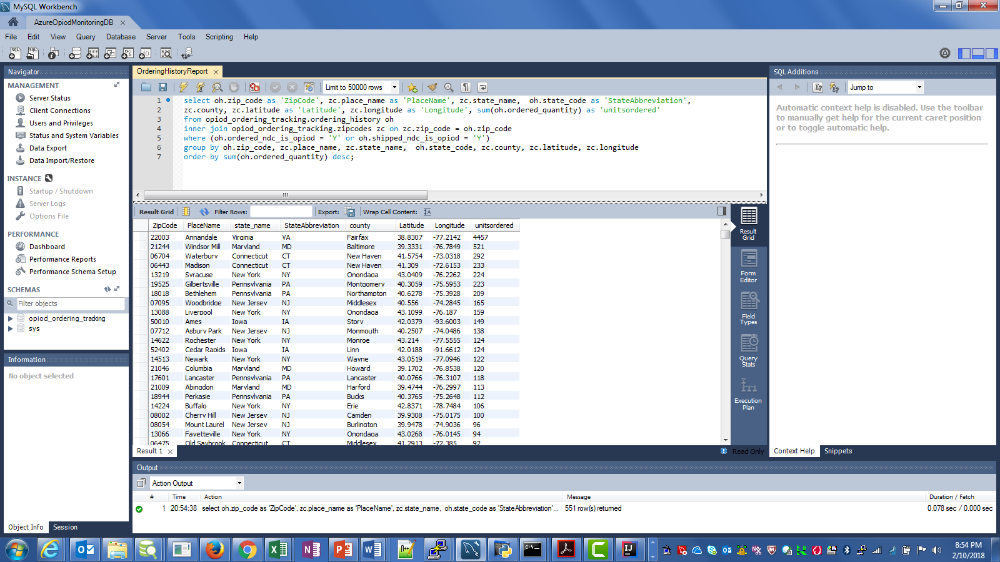 MySQL Workbench
AzureOpiodMonitoringDB
File Edit View Query Database Server Tools Scripting Help
Navigator
MANAGEMENT
Server Status
Client Connections
Users and Privileges
Status and System Variables
Data Export
Data Import/Restore
INSTANCE
Startup / Shutdown
Server Logs
Options File
PERFORMANCE
Dashboard
Performance Reports
Performance Schema Setup
SCHEMAS
Filter objects
opiod_ordering_tracking
sys
Information
No object selected
Object Info Session
OrderingHistoryReport
Limit to 50000 rows
1 select oh.zip_code as 'ZipCode', zc.place_name as 'PlaceName', zc.state_name,  oh.state_code as 'StateAbbreviation',
2 zc.county, zc.latitude as 'Latitude', zc.longitude as 'Longitude', sum(oh.ordered_quantity) as 'unitsordered'
3 from opiod_ordering_tracking.ordering_history oh
4 inner join opiod_ordering_tracking.zipcodes zc on zc.zip_code = oh.zip_code
5 where (oh.ordered_ndc_is_opiod = 'Y' or oh.shipped_ndc_is_opiod = 'Y')
6 group by oh.zip_code, zc.place_name, zc.state_name,  oh.state_code, zc.county, zc.latitude, zc.longitude
7 order by sum(oh.ordered_quantity) desc;
Result Grid Filter Rows: Export: Wrap Cell Content:
ZipCode PlaceName state_name StateAbbreviation county Latitude Longitude unitsordered
22003 Annandale Virginia VA Fairfax 38.8307 -77.2142 4457
21244 Windsor Mill Maryland MD Baltimore 39.3331 -76.7849 521
06704 Waterbury Connecticut CT New Haven 41.5754 -73.0318 292
06443 Madison Connecticut CT New Haven 41.309 -72.6153 233
13219 Syracuse New York NY Onondaga 43.0409 -76.2262 224
19525 Gilbertsville Pennsylvania PA Montgomery 40.3059 -75.5953 223
18018 Bethlehem Pennsylvania PA Northampton 40.6278 -75.3928 209
07095 Woodbridge New Jersey NJ Middlesex 40.556 -74.2845 165
13088 Liverpool New York NY Onondaga 43.1099 -76.187 159
50010 Ames Iowa IA Story 42.0379 -93.6003 149
07712 Asbury Park New Jersey NJ Monmouth 40.2507 -74.0486 138
14622 Rochester New York NY Monroe 43.214 -77.5555 124
52402 Cedar Rapids Iowa IA Linn 42.0188 -91.6612 124
14513 Newark New York NY Wayne 43.0519 -77.0946 122
21046 Columbia Maryland MD Howard 39.1702 -76.8538 120
17601 Lancaster Pennsylvania PA Lancaster 40.0766 -76.3107 118
21009 Abingdon Maryland MD Harford 39.4744 -76.2997 113
18944 Perkasie Pennsylvania PA Bucks 40.3765 -75.2648 112
14224 Buffalo New York NY Erie 42.8371 -78.7484 106
08002 Cherry Hill New Jersey NJ Camden 39.9308 -75.0175 100
08054 Mount Laurel New Jersey NJ Burlington 39.9478 -74.9036 96
13066 Fayetteville New York NY Onondaga 43.0268 -76.0145 94
06475 Old Saybrook Connecticut CT Middlesex 41.2913 -72.385 92
Result 1
Read Only
Result
Grid
Form
Editor
Field
Types
Query
Stats
Execution
Plan
SQL Additions
Jump to
Automatic context help is disabled. Use the toolbar
to manually get help for the current caret position
or to toggle automatic help.
Context Help Snippets
Output
Action Output
# Time Action Message Duration / Fetch
1 20:54:38 select oh.zip_code as 'ZipCode', zc.place_name as 'PlaceName', zc.state_name,  oh.state_code as 'StateAbbreviation'... 551 row(s) returned 0.078 sec / 0.000 sec
8:54 PM
2/10/2018